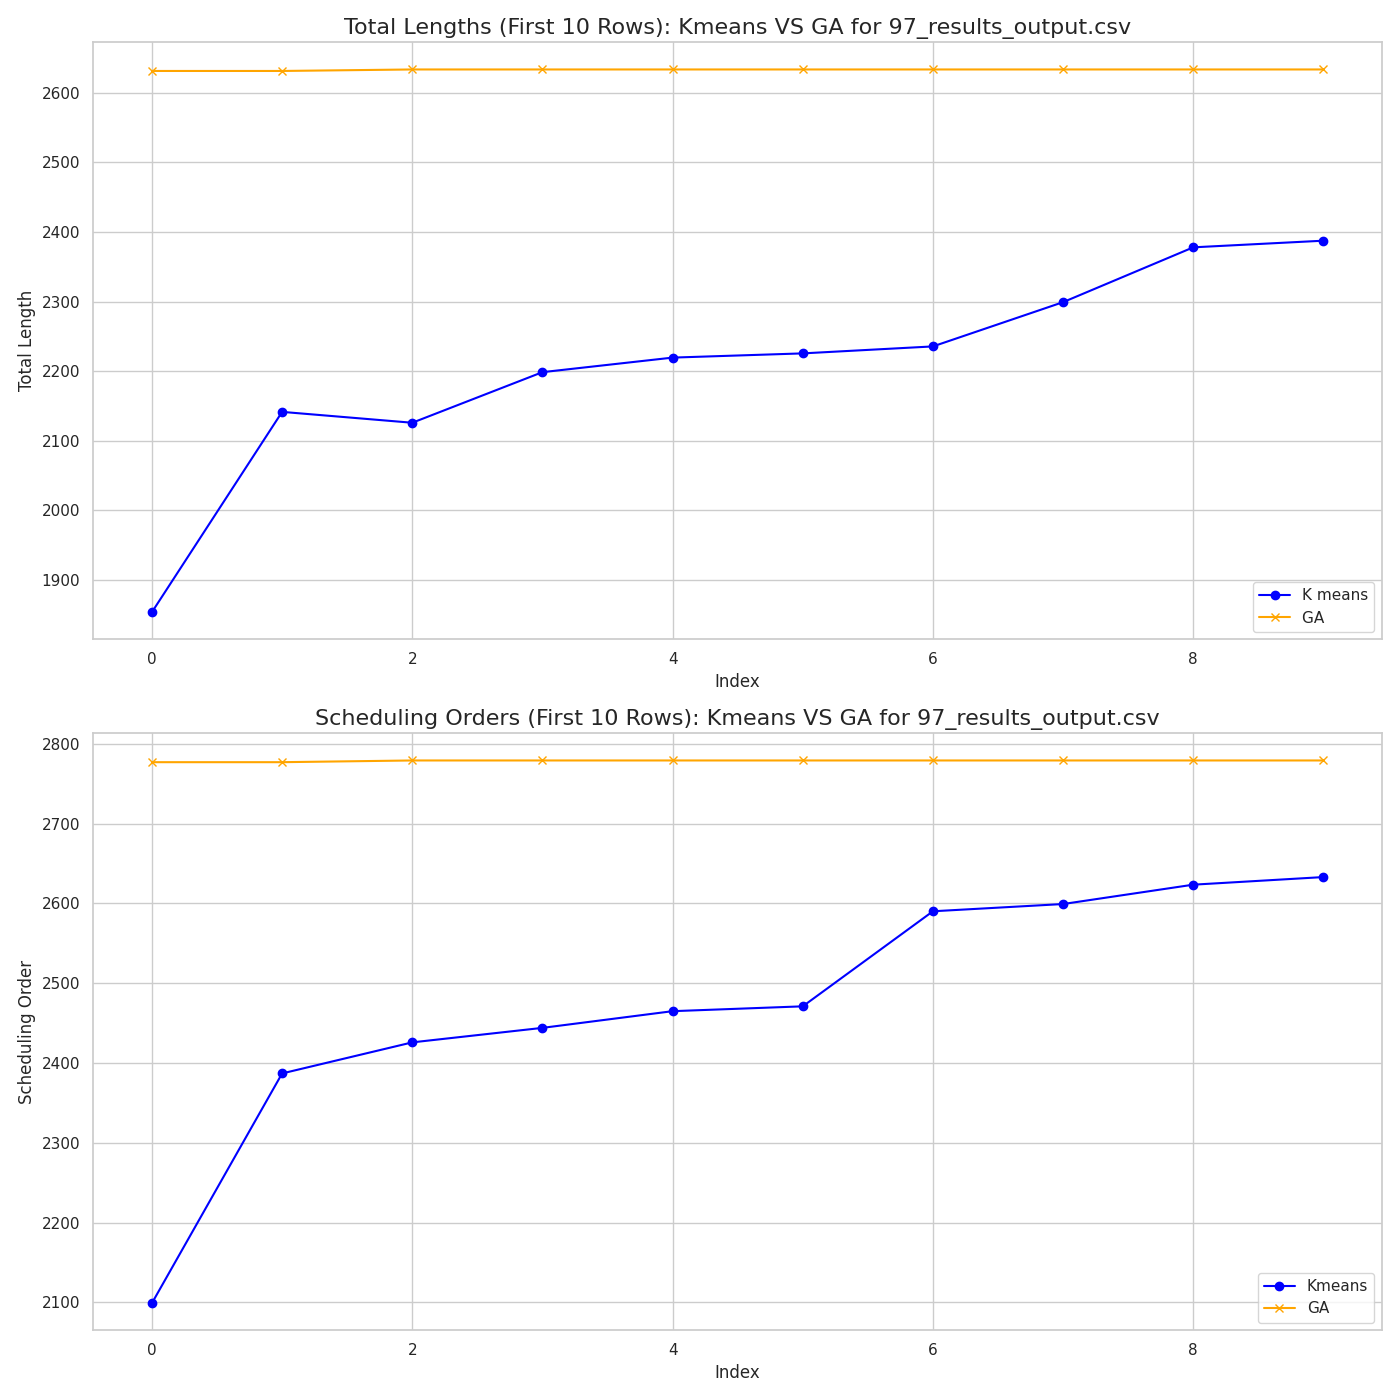 Total Lengths (First 10 Rows): Kmeans VS GA for 97_results_output.csv
2600
2500
2400
2300
2200
2100
2000
1900
Total Length
K means
GA
0 2 4 6 8
Index
Scheduling Orders (First 10 Rows): Kmeans VS GA for 97_results_output.csv
2800
2700
2600
2500
2400
2300
2200
2100
Scheduling Order
Kmeans
GA
0 2 4 6 8
Index